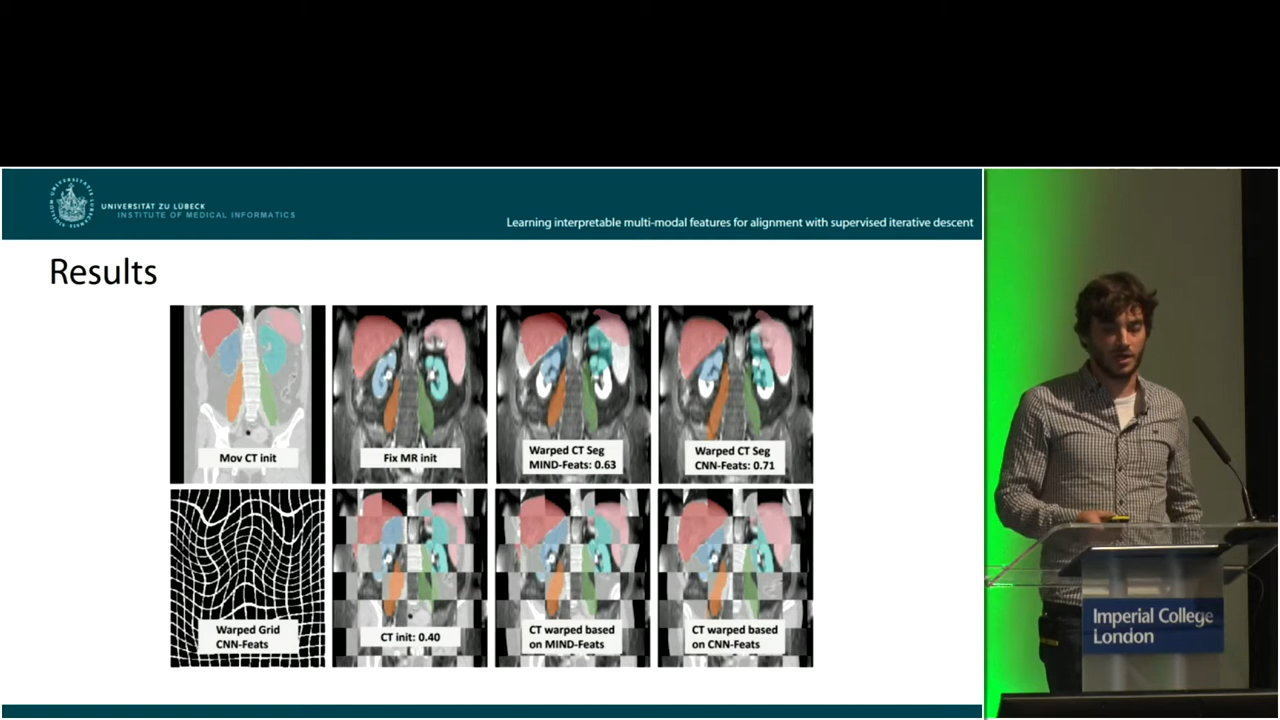 UNIVERSITÄT ZU LÜBECK
INSTITUTE OF MEDICAL INFORMATICS
Learning interpretable multi-modal features for alignment with supervised iterative descent
Results
Mov CT init
Fix MR init
Warped CT Seg
MIND-Feats: 0.63
Warped CT Seg
CNN-Feats: 0.71
Warped Grid
CNN-Feats
CT init: 0.40
CT warped based
on MIND-Feats
CT warped based
on CNN-Feats
Imperial College
London